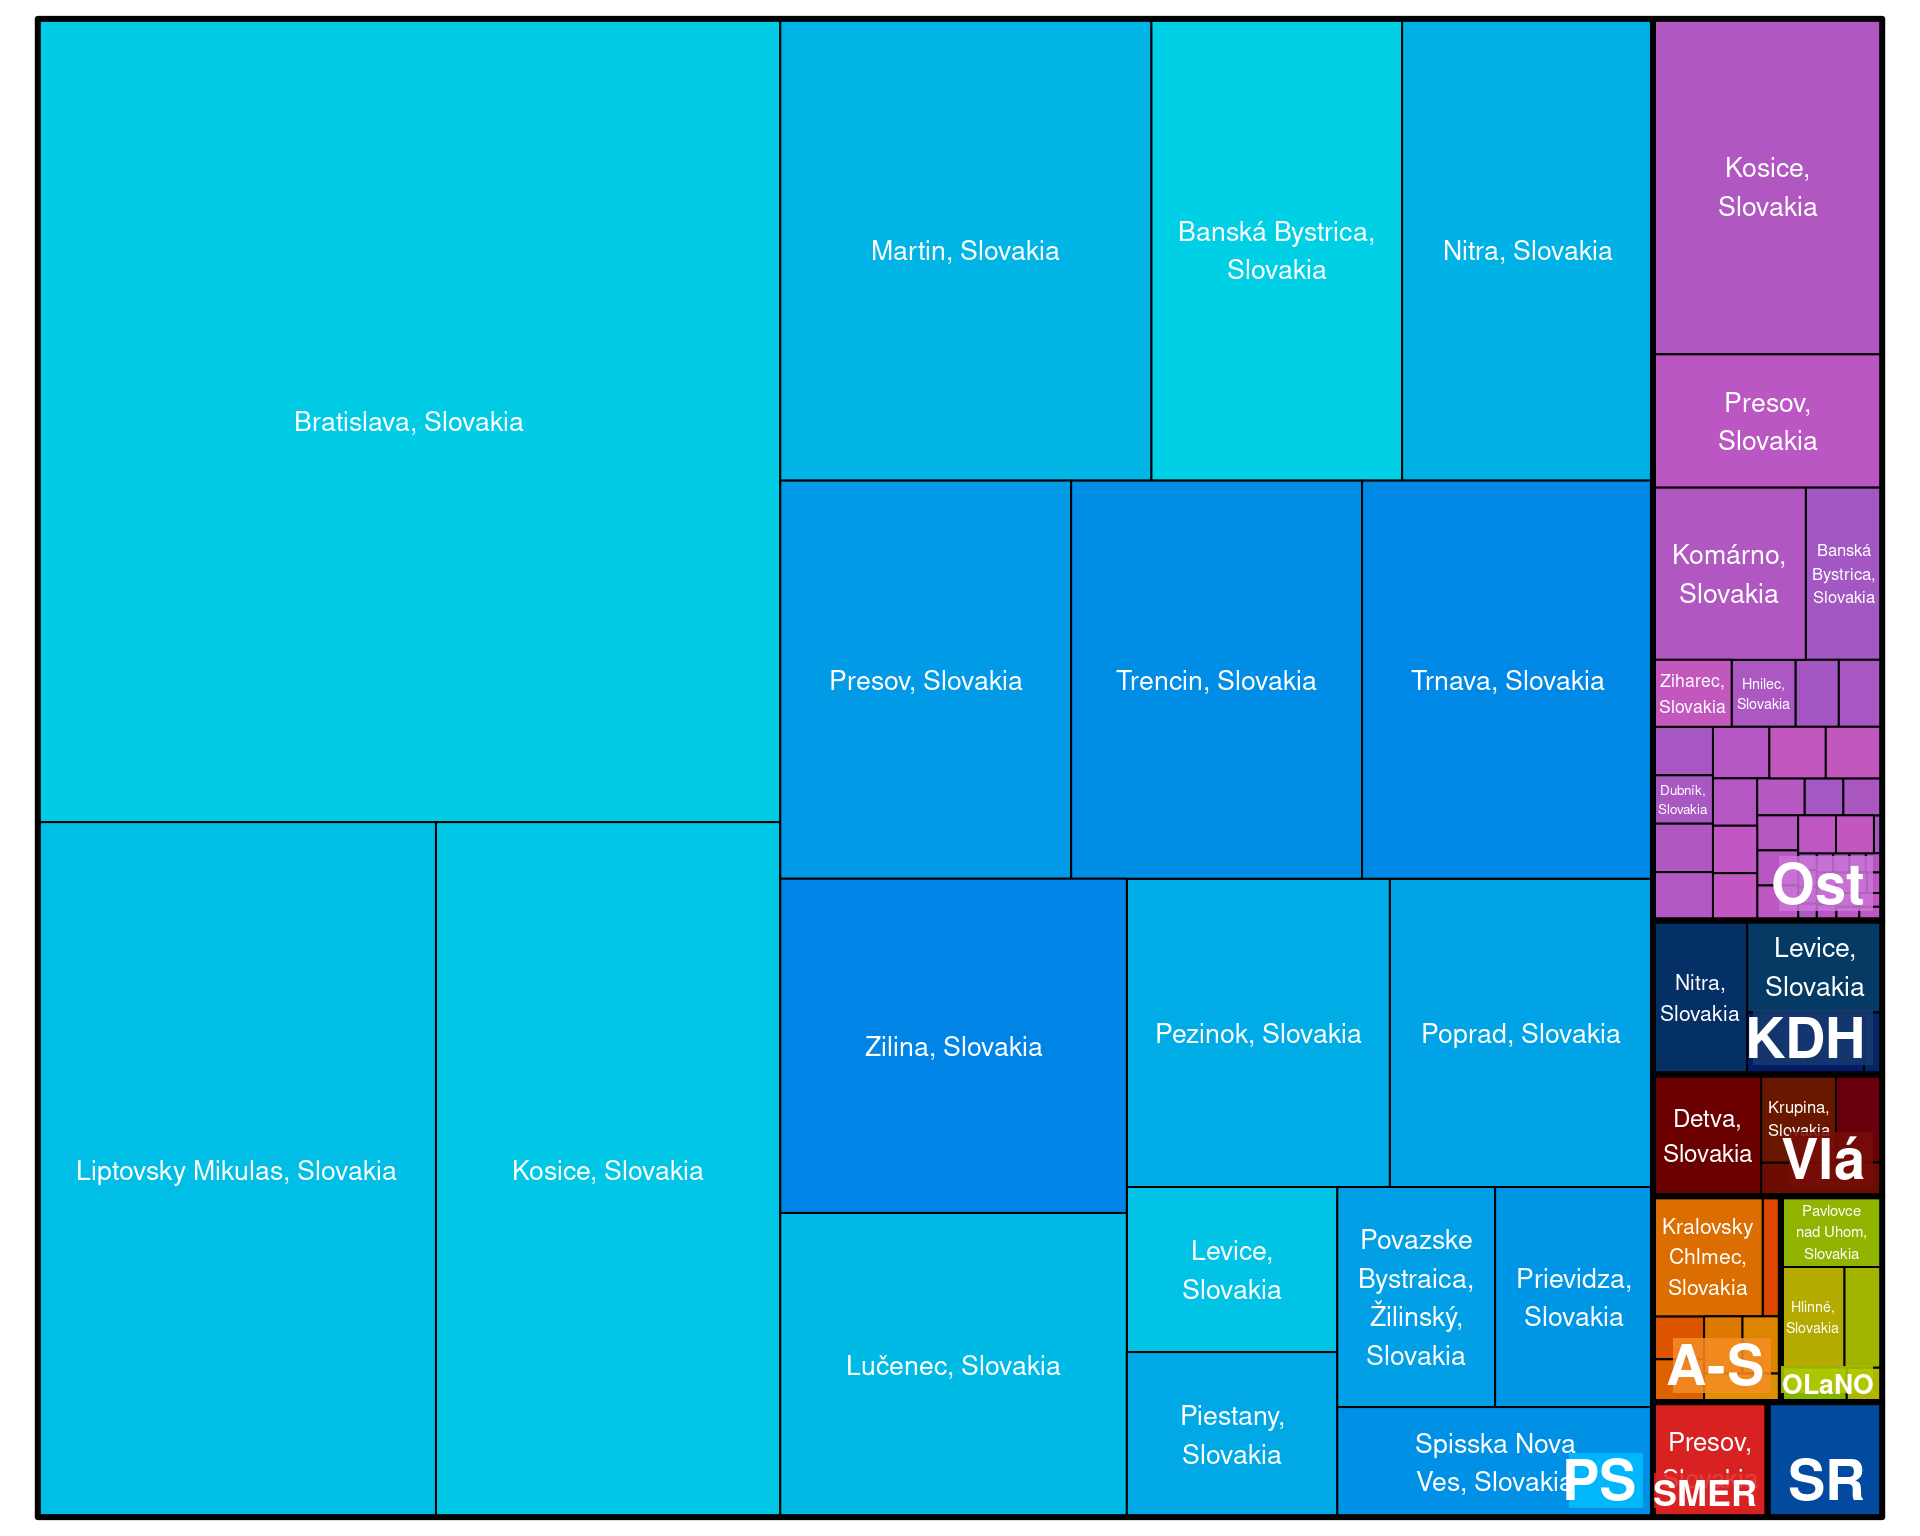 Bratislava, Slovakia
Martin, Slovakia
Banská Bystrica,
Slovakia
Nitra, Slovakia
Presov, Slovakia
Trencin, Slovakia
Trnava, Slovakia
Liptovsky Mikulas, Slovakia
Kosice, Slovakia
Zilina, Slovakia
Pezinok, Slovakia
Poprad, Slovakia
Lučenec, Slovakia
Levice,
Slovakia
Piestany,
Slovakia
Povazske
Bystraica,
Žilinský,
Slovakia
Prievidza,
Slovakia
Spisska Nova
Ves, Slovakia
PS
Kosice,
Slovakia
Presov,
Slovakia
Komárno,
Slovakia
Banská
Bystrica,
Slovakia
Ziharec,
Slovakia
Hnilec,
Slovakia
Dubník,
Slovakia
Ost
Nitra,
Slovakia
Levice,
Slovakia
KDH
Detva,
Slovakia
Krupina,
Slovakia
Vlá
Kralovsky
Chlmec,
Slovakia
A-S
Pavlovce
nad Uhom,
Slovakia
Hlinné,
Slovakia
OLaNO
Presov,
Slovakia
SMER
SR